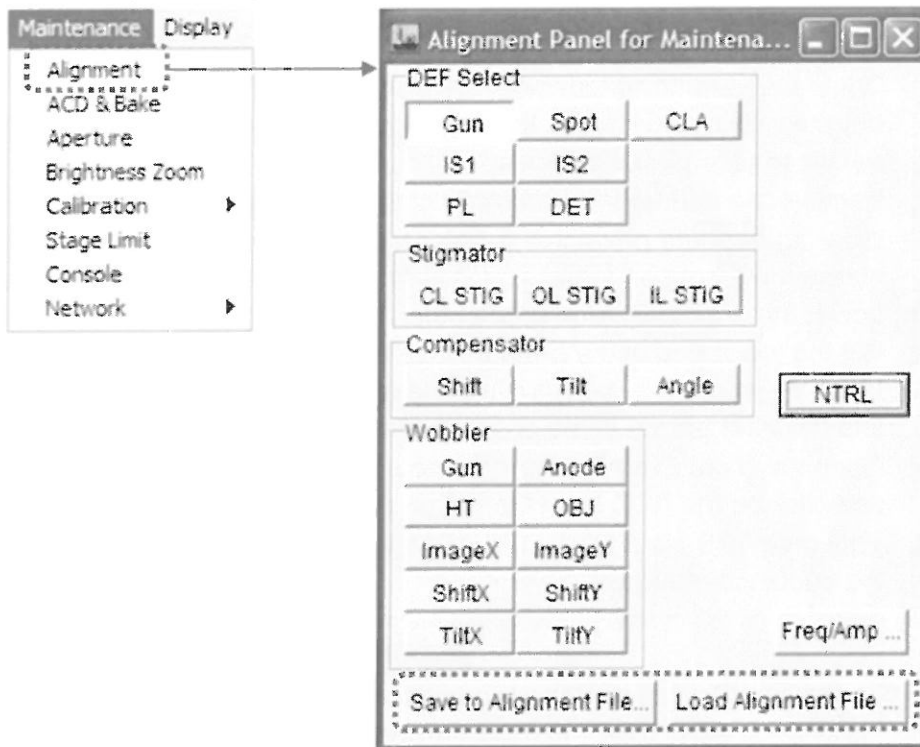 Maintenance Display
Alignment
ACD & Bake
Aperture
Brightness Zoom
Calibration
Stage Limit
Console
Network
Alignment Panel for Maintena...
DEF Select
Gun Spot CLA
IS1 IS2
PL DET
Stigmator
CL STIG OL STIG IL STIG
Compensator
Shift Tilt Angle
NTRL
Wobbler
Gun Anode
HT OBJ
ImageX ImageY
ShiftX ShiftY
TiltX TiltY
Freq/Amp ...
Save to Alignment File... Load Alignment File ...